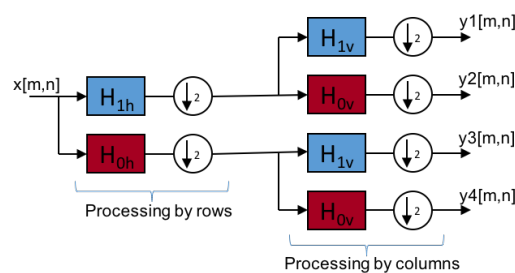 y1[m,n]
H1v
2
x[m,n]
y2[m,n]
H1h
2
H0v
2
y3[m,n]
H0h
2
H1v
2
Processing by rows
y4[m,n]
H0v
2
Processing by columns